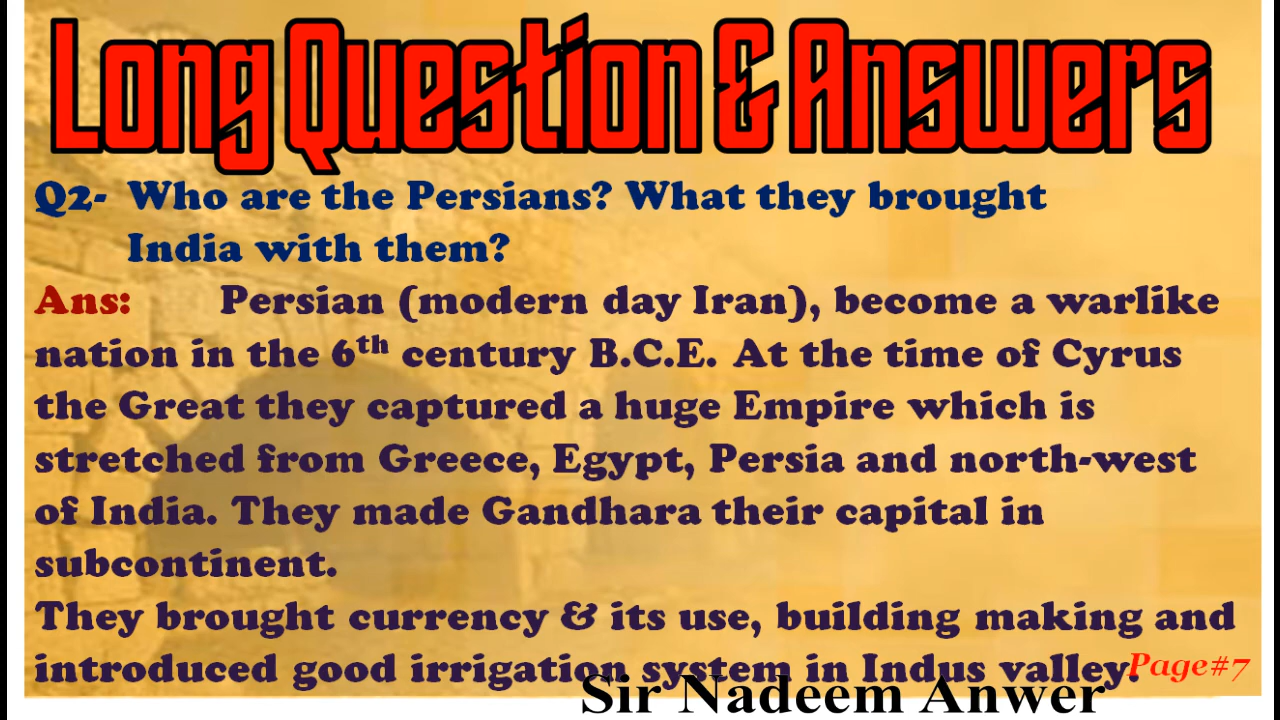 Long Question & Answers
Q2- Who are the Persians? What they brought
India with them?
Ans: Persian (modern day Iran), become a warlike
nation in the 6th century B.C.E. At the time of Cyrus
the Great they captured a huge Empire which is
stretched from Greece, Egypt, Persia and north-west
of India. They made Gandhara their capital in
subcontinent.
They brought currency & its use, building making and
introduced good irrigation system in Indus valley.
Page#7
Sir Nadeem Anwer